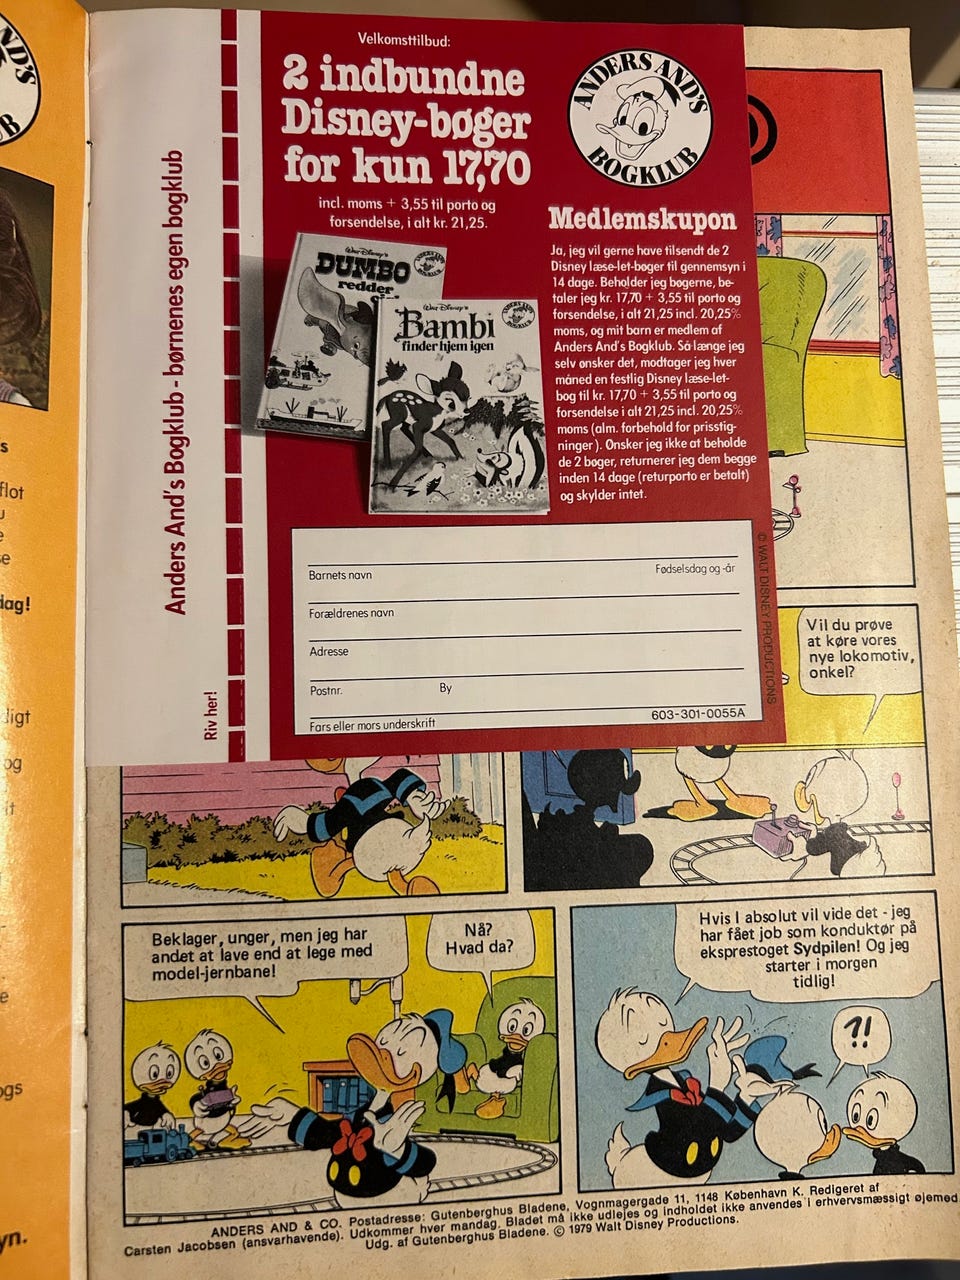 Velkomsttilbud:
2 indbundne
Disney-bøger
for kun 17,70
incl. moms + 3,55 til porto og
forsendelse, i alt kr. 21,25.
ANDERS AND'S
BOGKLUB
Medlemskupon
Ja, jeg vil gerne have tilsendt de 2
Disney læse-let-bøger til gennemsyn i
14 dage. Beholder jeg bøgerne, be-
taler jeg kr. 17,70 + 3,55 til porto og
forsendelse, i alt 21,25 incl. 20,25%
moms, og mit barn er medlem af
Anders And's Bogklub. Så længe jeg
selv ønsker det, modtager jeg hver
måned en festlig Disney læse-let-
bog til kr. 17,70 + 3,55 til porto og
forsendelse i alt 21,25 incl. 20,25%
moms (alm. forbehold for prisstig-
ninger). Ønsker jeg ikke at beholde
de 2 bøger, returnerer jeg dem begge
inden 14 dage (returporto er betalt)
og skylder intet.
Walt Disney's
DUMBO
redder
Walt Disney's
Bambi
finder hjem igen
Anders And's Bogklub - børnenes egen bogklub
Riv her!
Barnets navn
Fødselsdag og -år
Forældrenes navn
Adresse
Postnr.
By
Fars eller mors underskrift
603-301-0055A
© WALT DISNEY PRODUCTIONS
Vil du prøve
at køre vores
nye lokomotiv,
onkel?
Beklager, unger, men jeg har
andet at lave end at lege med
model-jernbane!
Nå?
Hvad da?
Hvis I absolut vil vide det - jeg
har fået job som konduktør på
eksprestoget Sydpilen! Og jeg
starter i morgen
tidlig!
?!
ANDERS AND & CO. Postadresse: Gutenberghus Bladene, Vognmagergade 11, 1148 København K. Redigeret af
Carsten Jacobsen (ansvarhavende). Udkommer hver mandag. Bladet må ikke udlejes og indholdet ikke anvendes i erhvervsmæssigt øjemed.
Udg. af Gutenberghus Bladene. © 1979 Walt Disney Productions.